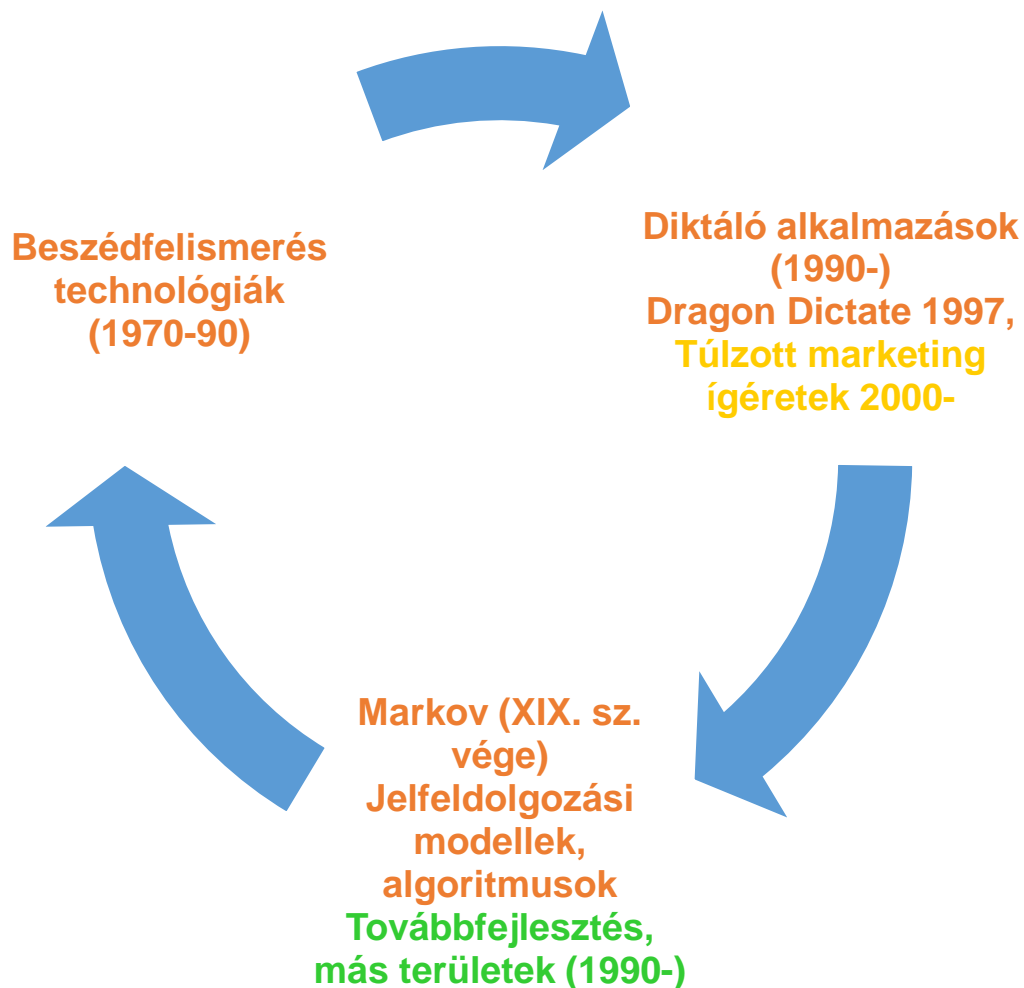 Beszédfelismerés
technológiák
(1970-90)
Diktáló alkalmazások
(1990-)
Dragon Dictate 1997,
Túlzott marketing
ígéretek 2000-
Markov (XIX. sz.
vége)
Jelfeldolgozási
modellek,
algoritmusok
Továbbfejlesztés,
más területek (1990-)